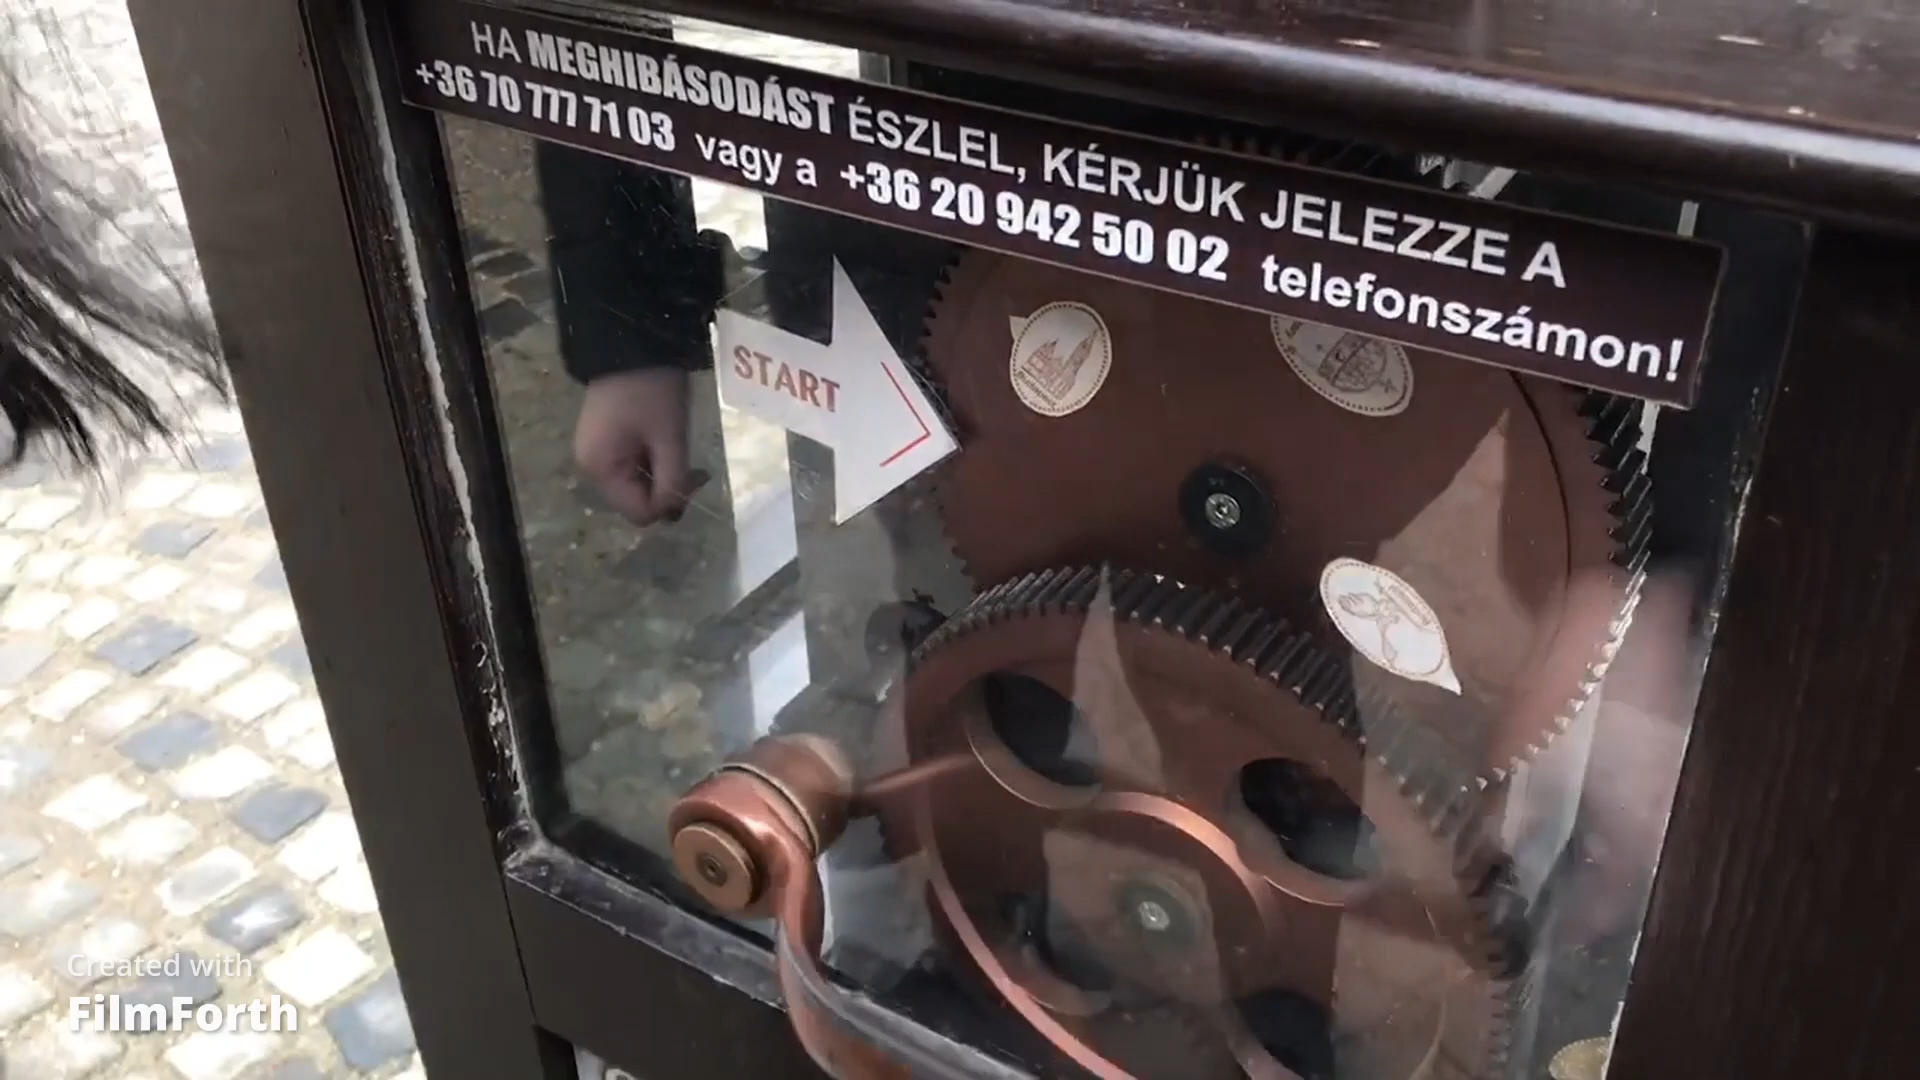 HA MEGHIBÁSODÁST ÉSZLEL, KÉRJÜK JELEZZE A
+36 70 777 71 03 vagy a +36 20 942 50 02 telefonszámon!
START
Budapest
Created with
FilmForth